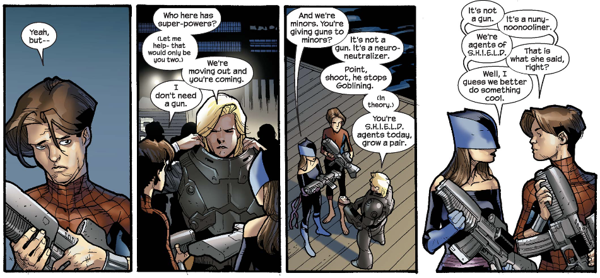 Yeah,
but--
Who here has
super-powers?
(Let me
help- that
would only be
you two.)
We're
moving out and
you're coming.
I
don't need
a gun.
And we're
minors. You're
giving guns to
minors?
It's not a
gun. It's a neuro-
neutralizer.
Point,
shoot, he stops
Goblining.
(In
theory.)
You're
S.H.I.E.L.D.
agents today,
grow a pair.
It's not
a gun.
It's a nuny-
noonooliner.
We're
agents of
S.H.I.E.L.D.
That is
what she said,
right?
Well, I
guess we better
do something
cool.